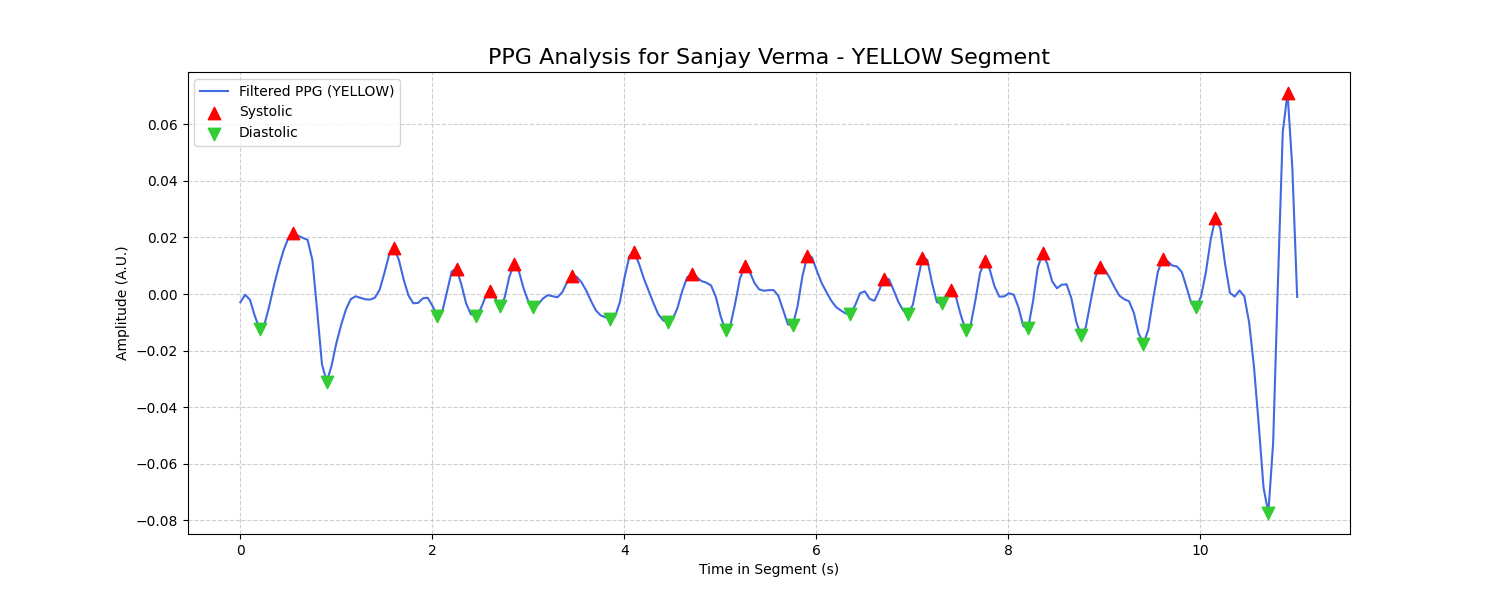 PPG Analysis for Sanjay Verma - YELLOW Segment
Filtered PPG (YELLOW)
Systolic
Diastolic
Amplitude (A.U.)
0.06
0.04
0.02
0.00
−0.02
−0.04
−0.06
−0.08
0 2 4 6 8 10
Time in Segment (s)